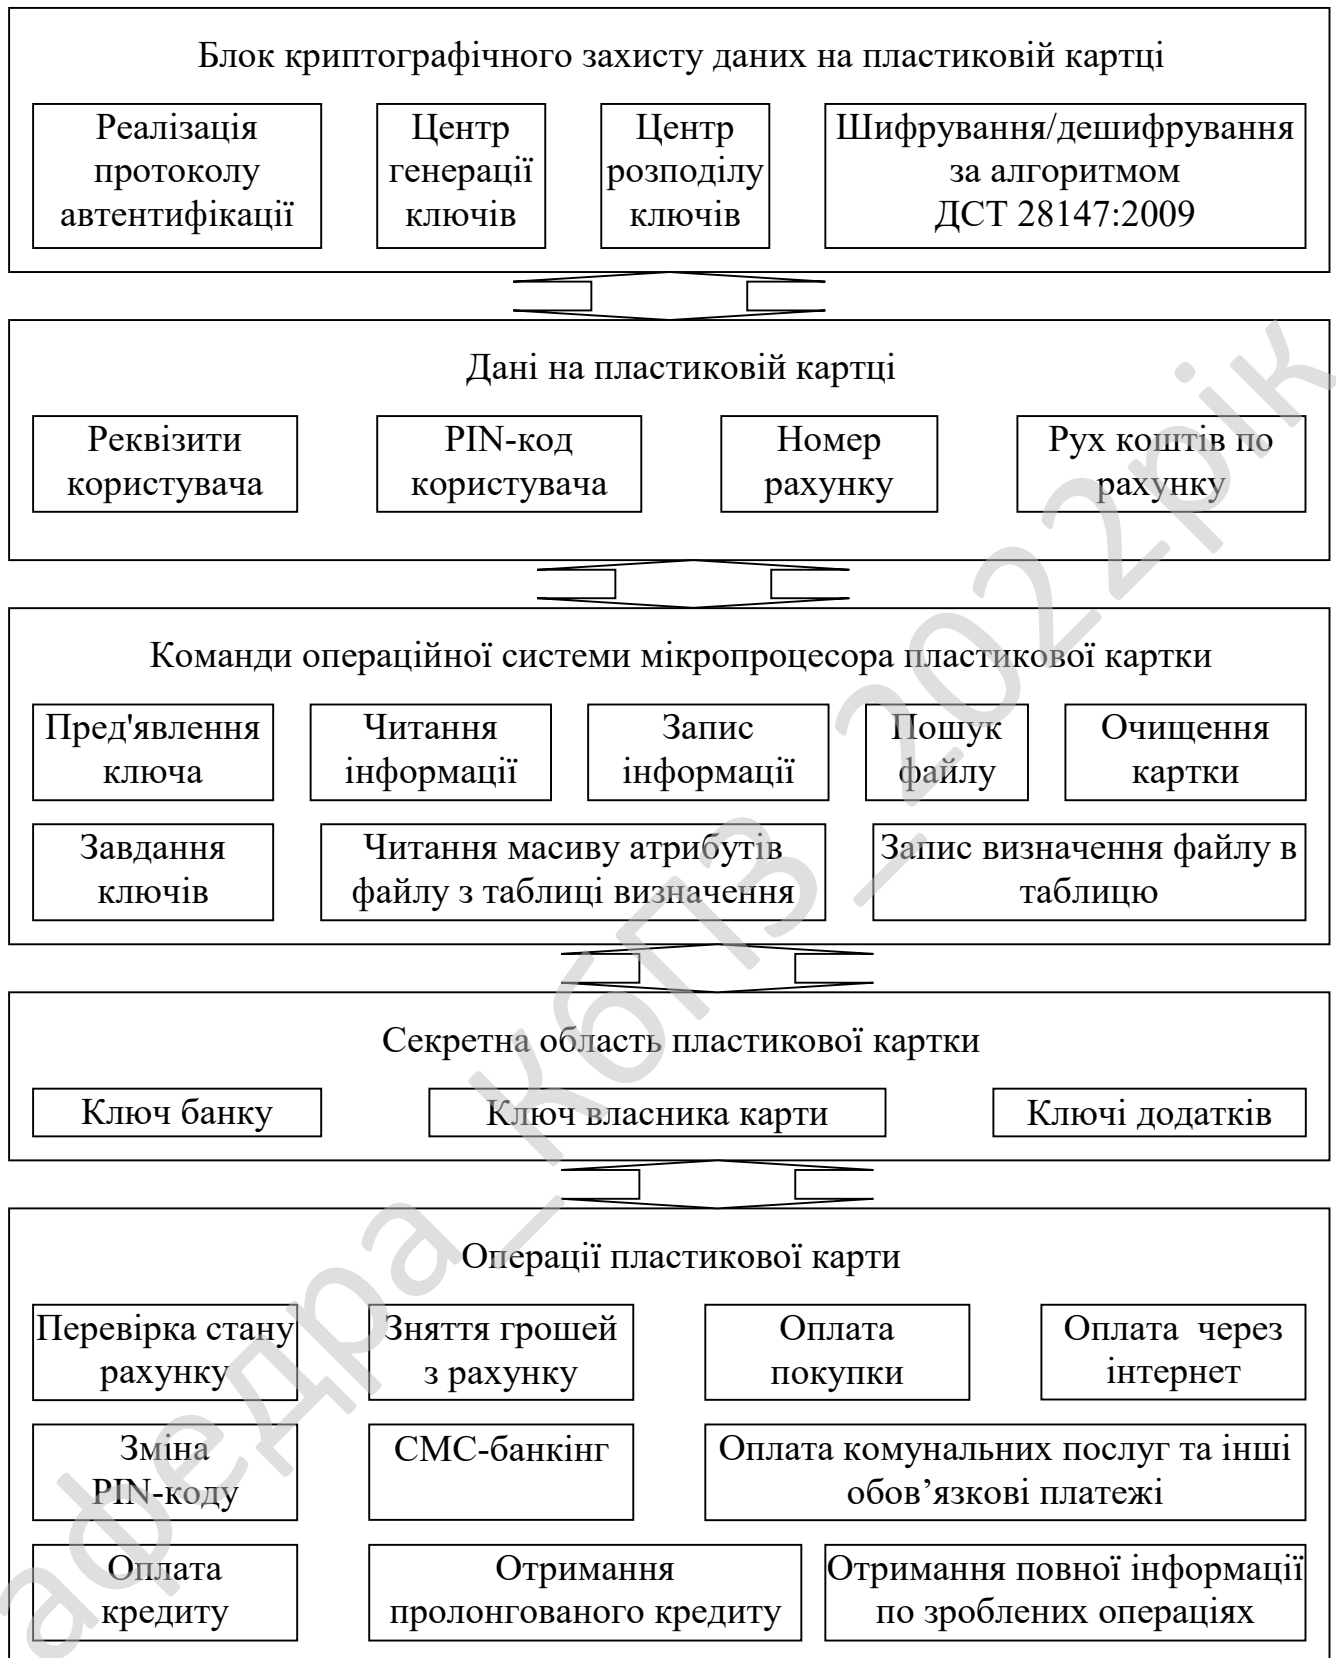 Блок криптографічного захисту даних на пластиковій картці
Реалізація
протоколу
автентифікації
Центр
генерації
ключів
Центр
розподілу
ключів
Шифрування/дешифрування
за алгоритмом
ДСТ 28147:2009
Дані на пластиковій картці
Реквізити
користувача
PIN-код
користувача
Номер
рахунку
Рух коштів по
рахунку
Команди операційної системи мікропроцесора пластикової картки
Пред'явлення
ключа
Читання
інформації
Запис
інформації
Пошук
файлу
Очищення
картки
Завдання
ключів
Читання масиву атрибутів
файлу з таблиці визначення
Запис визначення файлу в
таблицю
Секретна область пластикової картки
Ключ банку
Ключ власника карти
Ключі додатків
Операції пластикової карти
Перевірка стану
рахунку
Зняття грошей
з рахунку
Оплата
покупки
Оплата  через
інтернет
Зміна
PIN-коду
СМС-банкінг
Оплата комунальних послуг та інші
обов’язкові платежі
Оплата
кредиту
Отримання
пролонгованого кредиту
Отримання повної інформації
по зроблених операціях
афедра_КбПЗ_2022рік